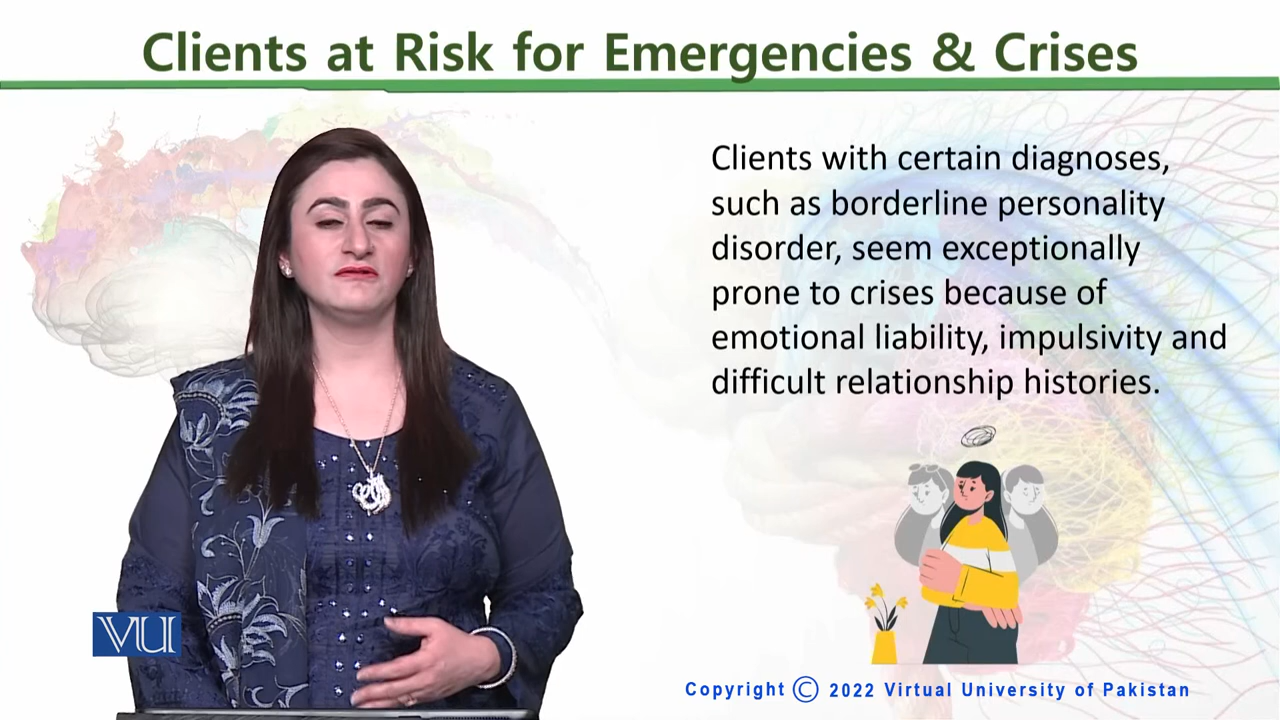 Clients at Risk for Emergencies & Crises
Clients with certain diagnoses,
such as borderline personality
disorder, seem exceptionally
prone to crises because of
emotional liability, impulsivity and
difficult relationship histories.
VU
Copyright © 2022 Virtual University of Pakistan